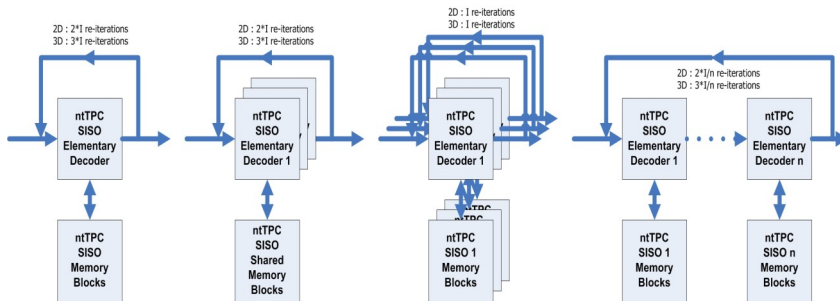 2D : 2*I re-iterations
3D : 3*I re-iterations
ntTPC
SISO
Elementary
Decoder
ntTPC
SISO
Memory
Blocks
2D : 2*I re-iterations
3D : 3*I re-iterations
ntTPC
SISO
Elementary
Decoder 1
ntTPC
SISO
Shared
Memory
Blocks
2D : I re-iterations
3D : I re-iterations
ntTPC
SISO
Elementary
Decoder 1
ntTPC
SISO 1
Memory
Blocks
2D : 2*I/n re-iterations
3D : 3*I/n re-iterations
ntTPC
SISO
Elementary
Decoder 1
ntTPC
SISO
Elementary
Decoder n
ntTPC
SISO 1
Memory
Blocks
ntTPC
SISO n
Memory
Blocks